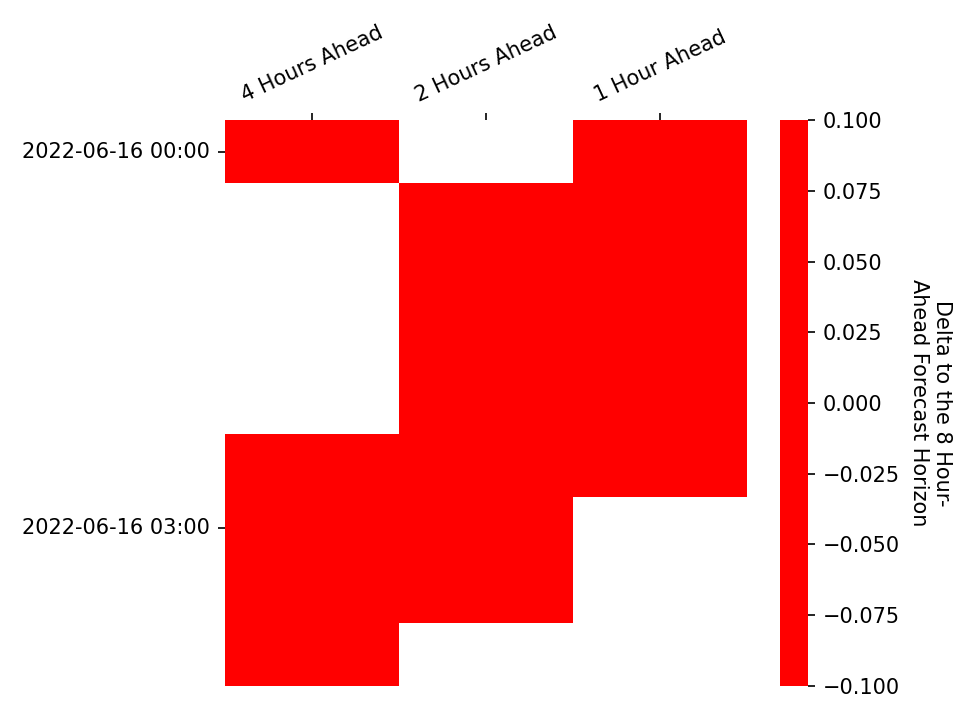 4 Hours Ahead
2 Hours Ahead
1 Hour Ahead
2022-06-16 00:00
2022-06-16 03:00
0.100
0.075
0.050
0.025
0.000
−0.025
−0.050
−0.075
−0.100
Delta to the 8 Hour-
Ahead Forecast Horizon